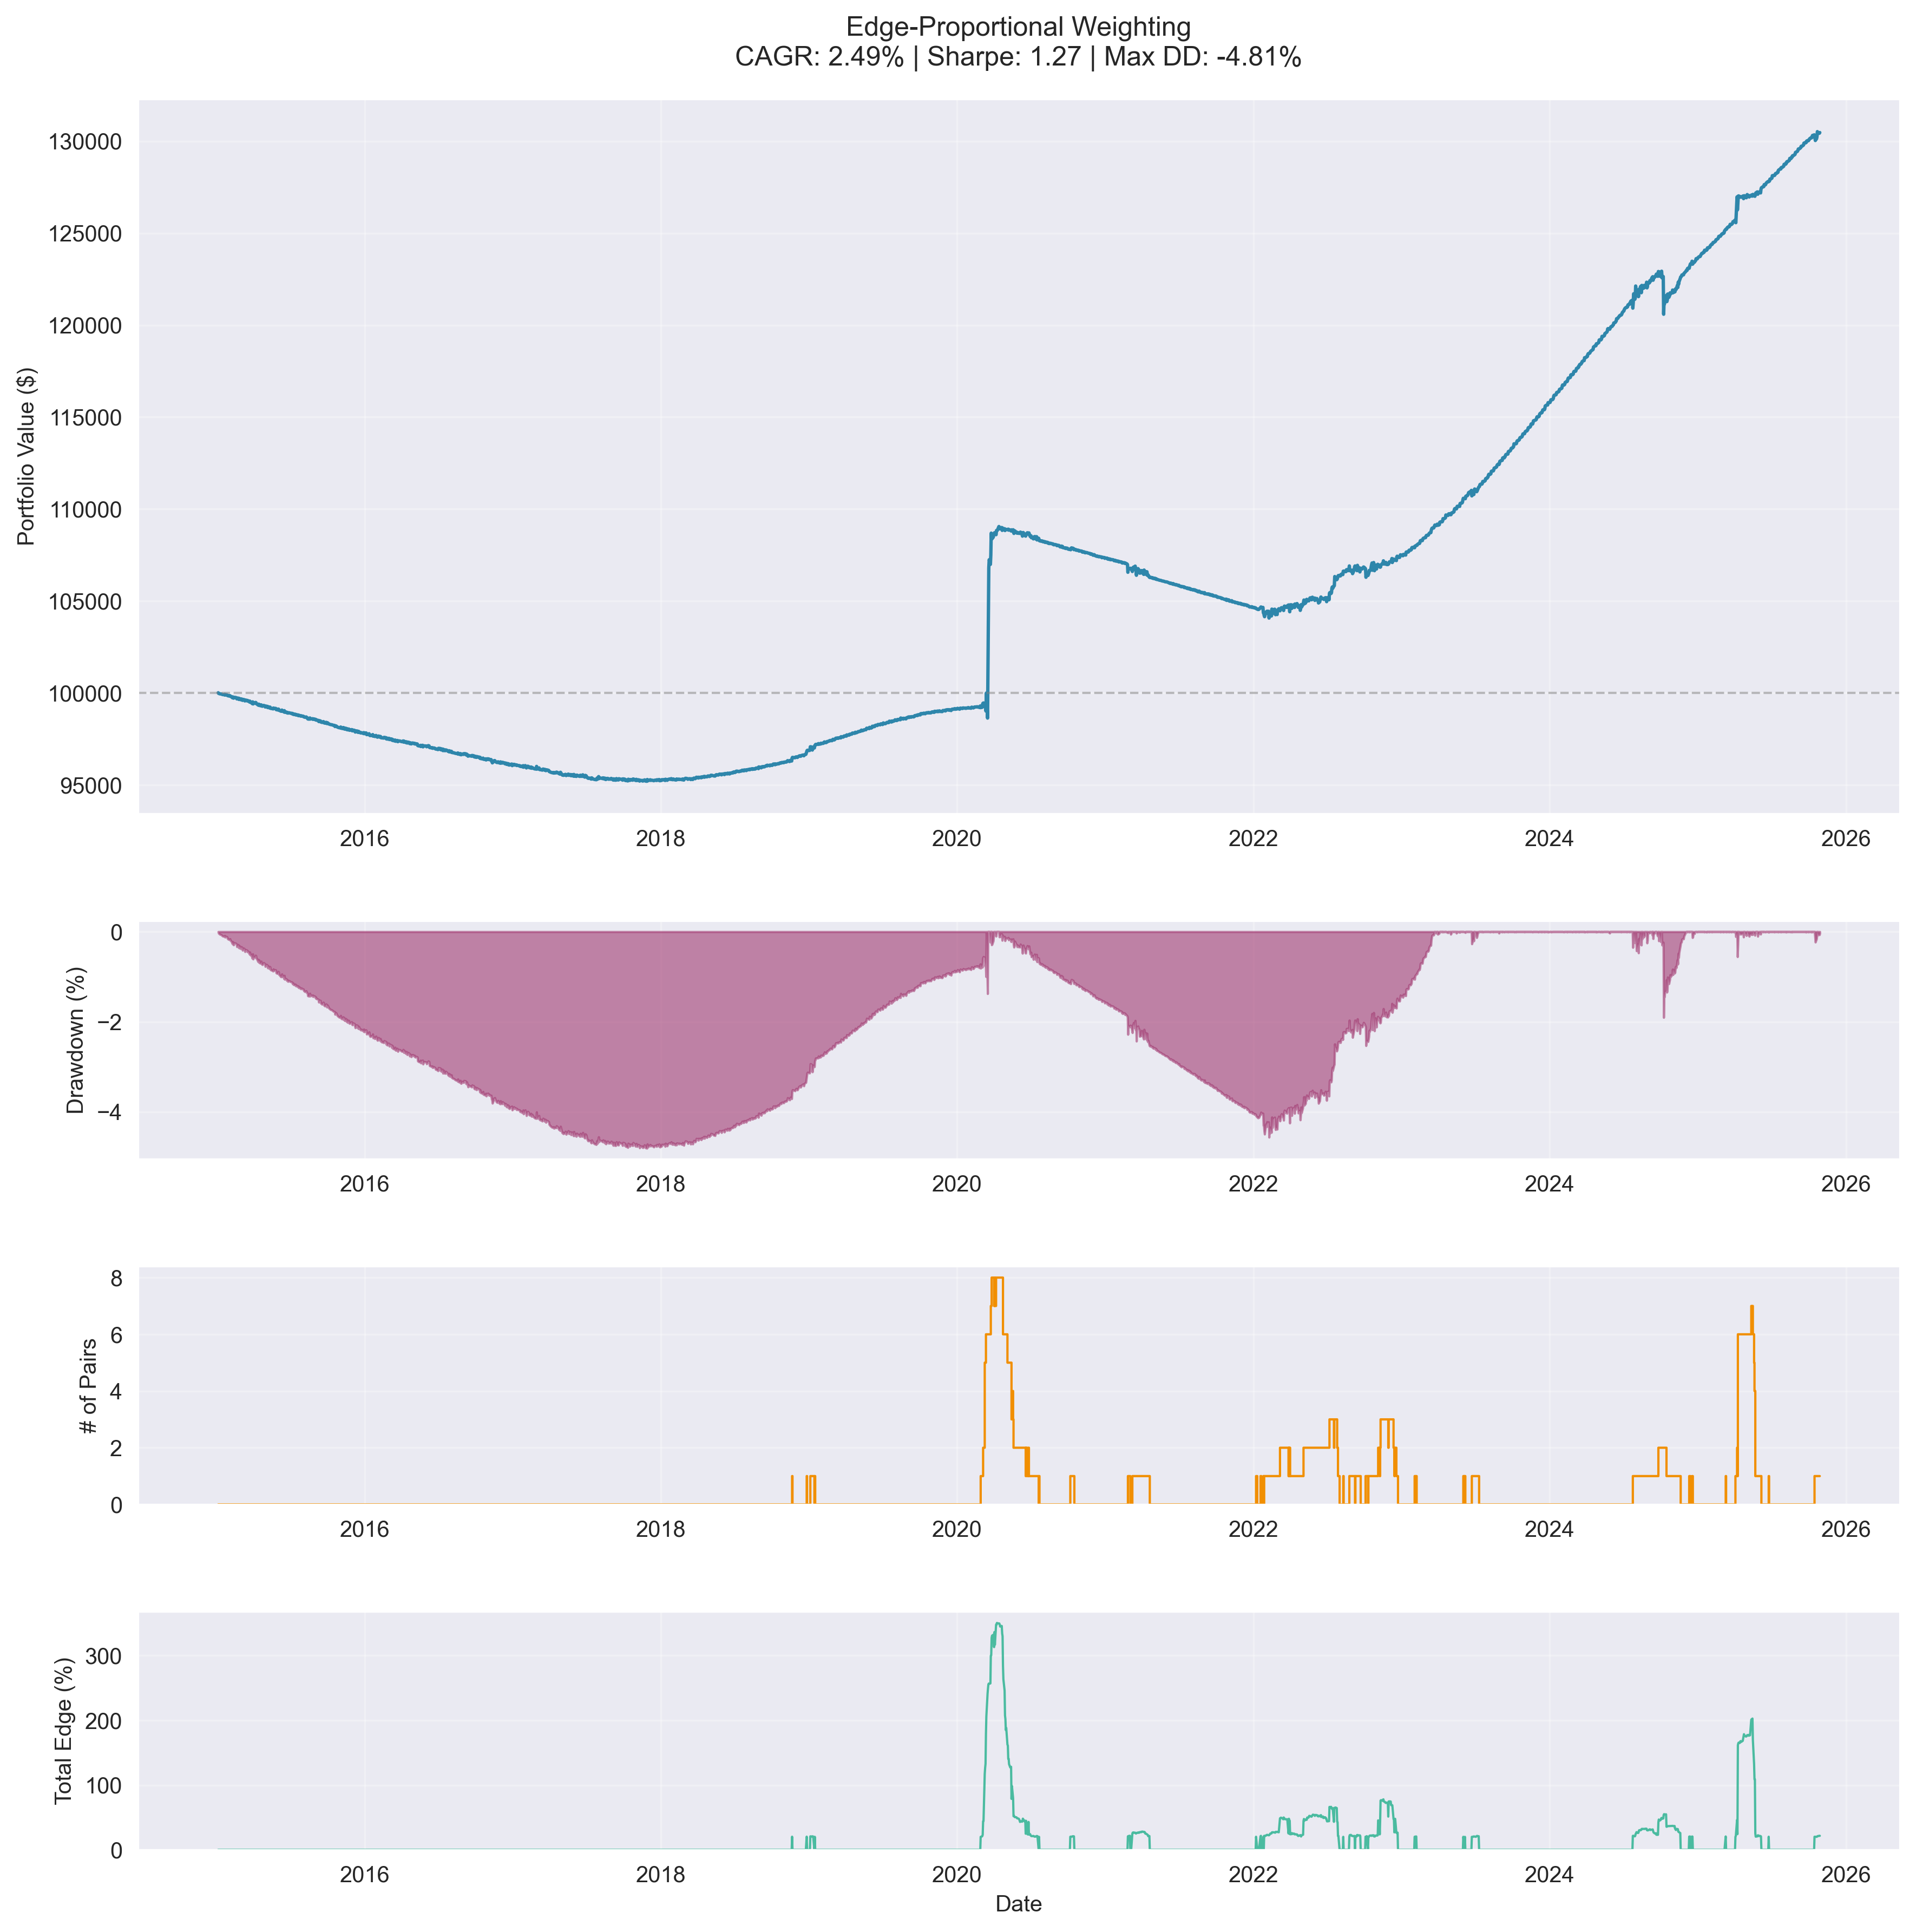 Edge-Proportional Weighting
CAGR: 2.49% | Sharpe: 1.27 | Max DD: -4.81%
Portfolio Value ($)
130000
125000
120000
115000
110000
105000
100000
95000
2016 2018 2020 2022 2024 2026
Drawdown (%)
0
−2
−4
2016 2018 2020 2022 2024 2026
# of Pairs
8
6
4
2
0
2016 2018 2020 2022 2024 2026
Total Edge (%)
300
200
100
0
2016 2018 2020 2022 2024 2026
Date